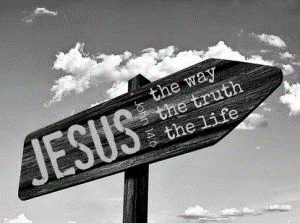 JESUS
john 14:6
the way
the truth
the life